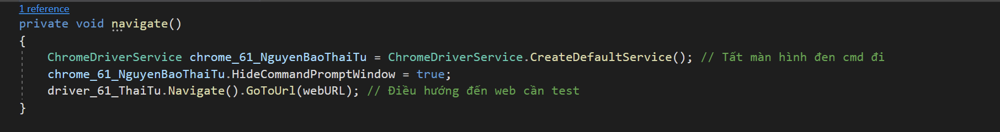 1 reference
private void navigate()
{
ChromeDriverService chrome_61_NguyenBaoThaiTu = ChromeDriverService.CreateDefaultService(); // Tất màn hình đen cmd đi
chrome_61_NguyenBaoThaiTu.HideCommandPromptWindow = true;
driver_61_ThaiTu.Navigate().GoToUrl(webURL); // Điều hướng đến web cần test
}